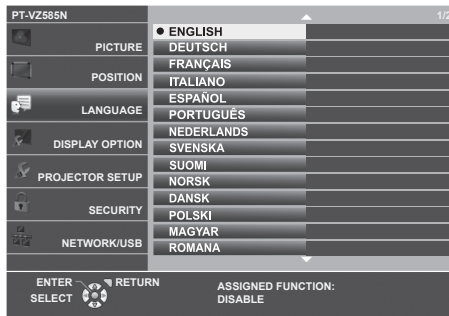 PT-VZ585N 1/2
PICTURE
POSITION
LANGUAGE
DISPLAY OPTION
PROJECTOR SETUP
SECURITY
NETWORK/USB
ENGLISH
DEUTSCH
FRANÇAIS
ITALIANO
ESPAÑOL
PORTUGUÊS
NEDERLANDS
SVENSKA
SUOMI
NORSK
DANSK
POLSKI
MAGYAR
ROMANA
ENTER RETURN
SELECT
ASSIGNED FUNCTION:
DISABLE